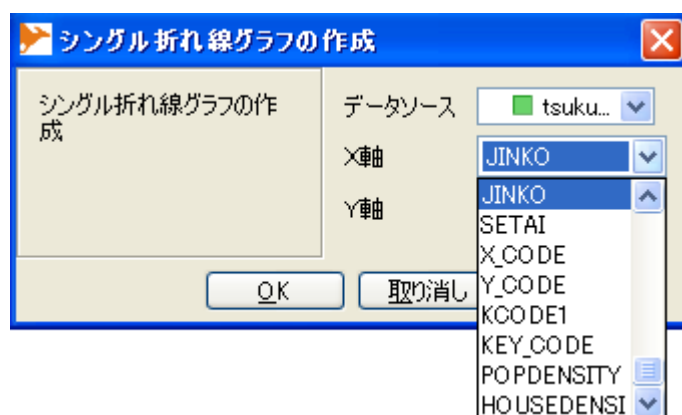 シングル折れ線グラフの作成
シングル折れ線グラフの作
成
データソース
tsuku...
X軸
JINKO
Y軸
JINKO
SETAI
X_CODE
Y_CODE
KCODE1
KEY_CODE
POPDENSITY
HOUSEDENSI
OK
取り消し